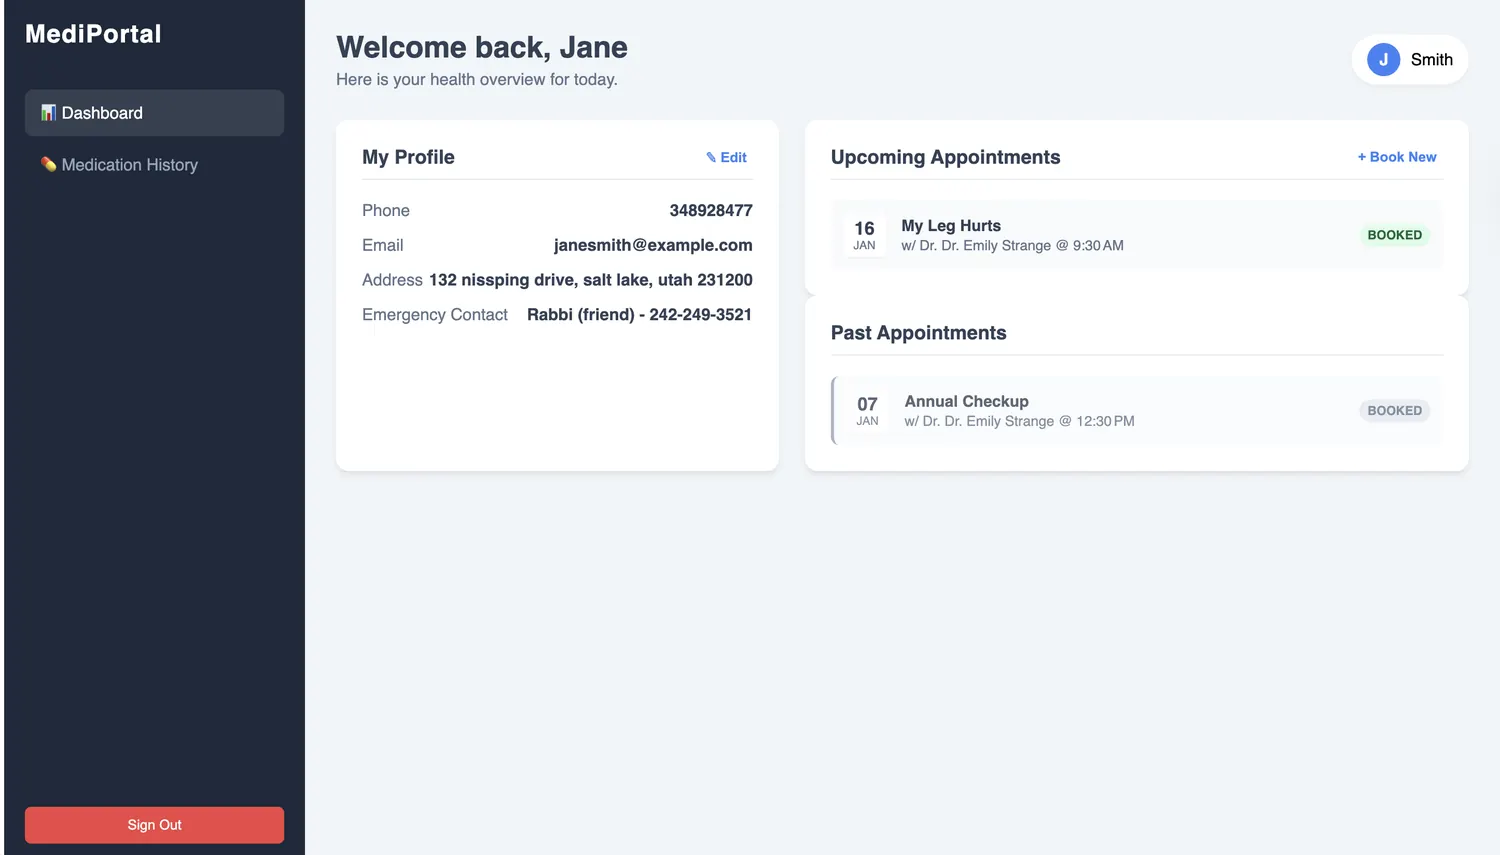 MediPortal
Dashboard
Medication History
Sign Out
Welcome back, Jane
Here is your health overview for today.
J
Smith
My Profile
✎ Edit
Phone 348928477
Email janesmith@example.com
Address 132 nissping drive, salt lake, utah 231200
Emergency Contact Rabbi (friend) - 242-249-3521
Upcoming Appointments
+ Book New
16
JAN
My Leg Hurts
w/ Dr. Dr. Emily Strange @ 9:30 AM
BOOKED
Past Appointments
07
JAN
Annual Checkup
w/ Dr. Dr. Emily Strange @ 12:30 PM
BOOKED